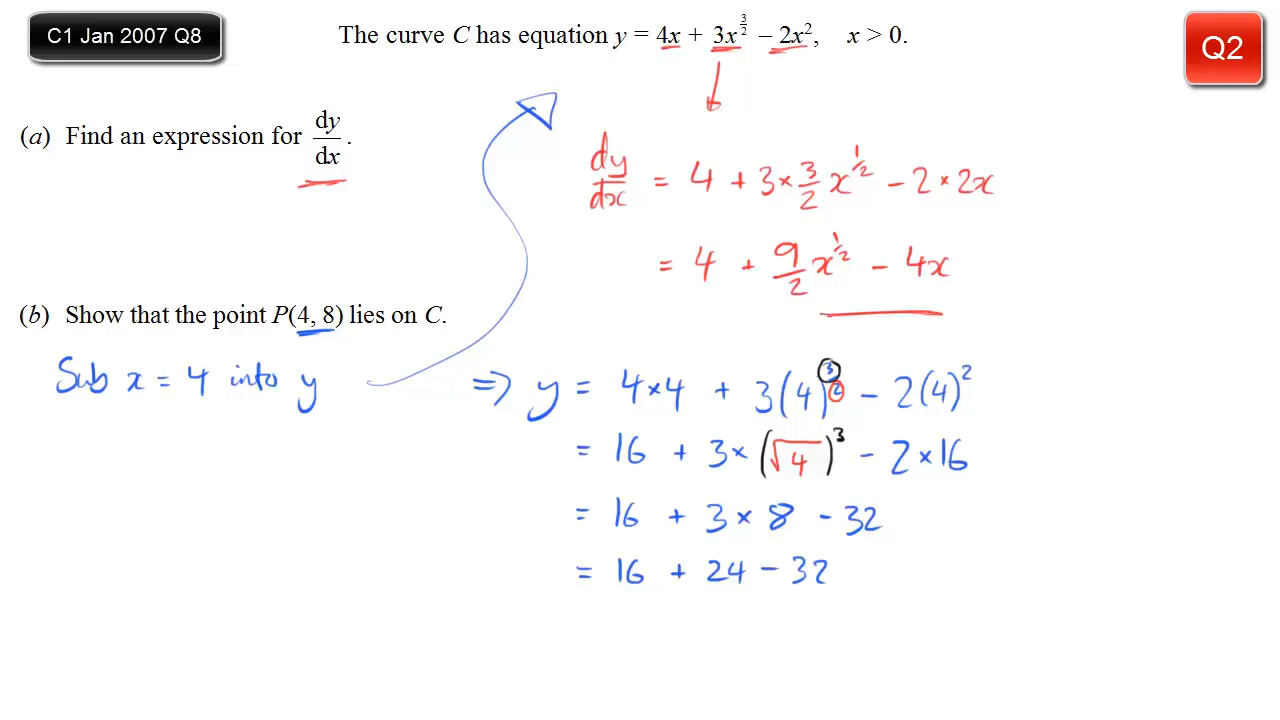 C1 Jan 2007 Q8
The curve C has equation y = 4x + 3x^(3/2) − 2x², x > 0.
Q2
(a) Find an expression for dy/dx.
dy/dx = 4 + 3 × 3/2 x^(1/2) − 2 × 2x
= 4 + 9/2 x^(1/2) − 4x
(b) Show that the point P(4, 8) lies on C.
Sub x = 4 into y ⇒ y = 4×4 + 3(4)^(3/2) − 2(4)²
= 16 + 3 × (√4)³ − 2 × 16
= 16 + 3 × 8 − 32
= 16 + 24 − 32